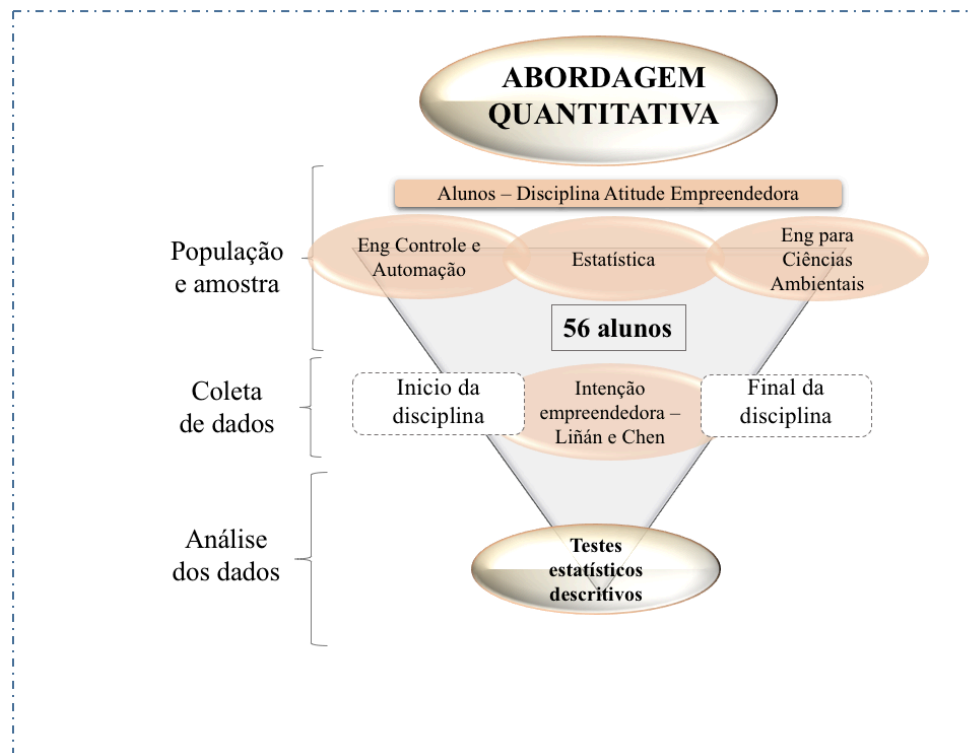 ABORDAGEM
QUANTITATIVA
Alunos – Disciplina Atitude Empreendedora
População
e amostra
Eng Controle e
Automação
Estatística
Eng para
Ciências
Ambientais
56 alunos
Coleta
de dados
Inicio da
disciplina
Intenção
empreendedora –
Liñán e Chen
Final da
disciplina
Análise
dos dados
Testes
estatísticos
descritivos